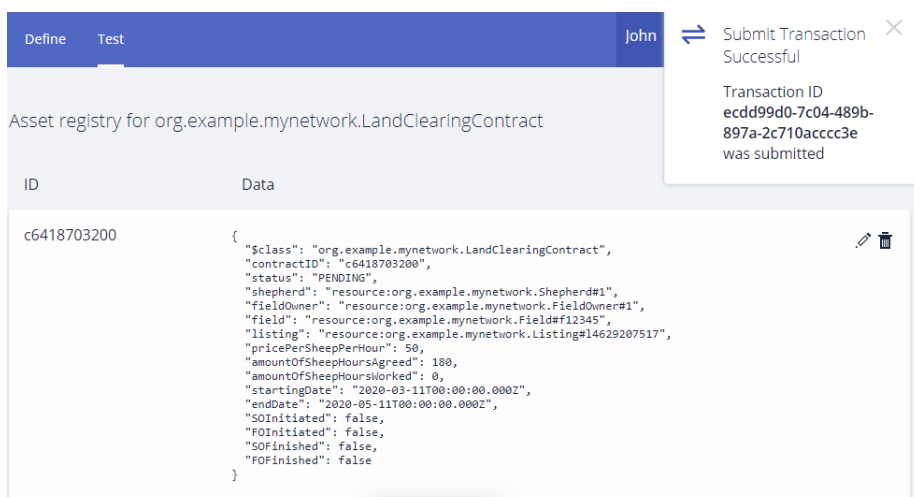 Define Test John
Submit Transaction
Successful
Transaction ID
ecdd99d0-7c04-489b-
897a-2c710acccc3e
was submitted
Asset registry for org.example.mynetwork.LandClearingContract
ID Data
c6418703200
{
"$class": "org.example.mynetwork.LandClearingContract",
"contractID": "c6418703200",
"status": "PENDING",
"shepherd": "resource:org.example.mynetwork.Shepherd#1",
"fieldOwner": "resource:org.example.mynetwork.FieldOwner#1",
"field": "resource:org.example.mynetwork.Field#f12345",
"listing": "resource:org.example.mynetwork.Listing#l4629207517",
"pricePerSheepPerHour": 50,
"amountOfSheepHoursAgreed": 180,
"amountOfSheepHoursWorked": 0,
"startingDate": "2020-03-11T00:00:00.000Z",
"endDate": "2020-05-11T00:00:00.000Z",
"SOInitiated": false,
"FOInitiated": false,
"SOFinished": false,
"FOFinished": false
}